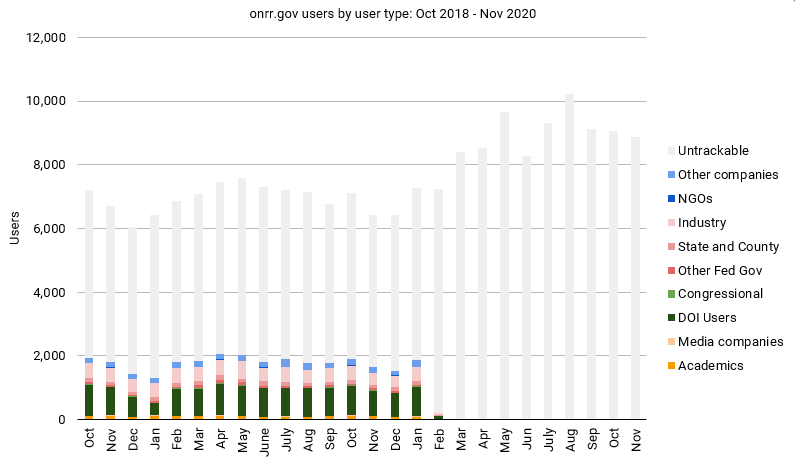 onrr.gov users by user type: Oct 2018 - Nov 2020
12,000
10,000
8,000
6,000
4,000
2,000
0
Users
Oct Nov Dec Jan Feb Mar Apr May June July Aug Sep Oct Nov Dec Jan Feb Mar Apr May Jun July Aug Sep Oct Nov
Untrackable
Other companies
NGOs
Industry
State and County
Other Fed Gov
Congressional
DOI Users
Media companies
Academics